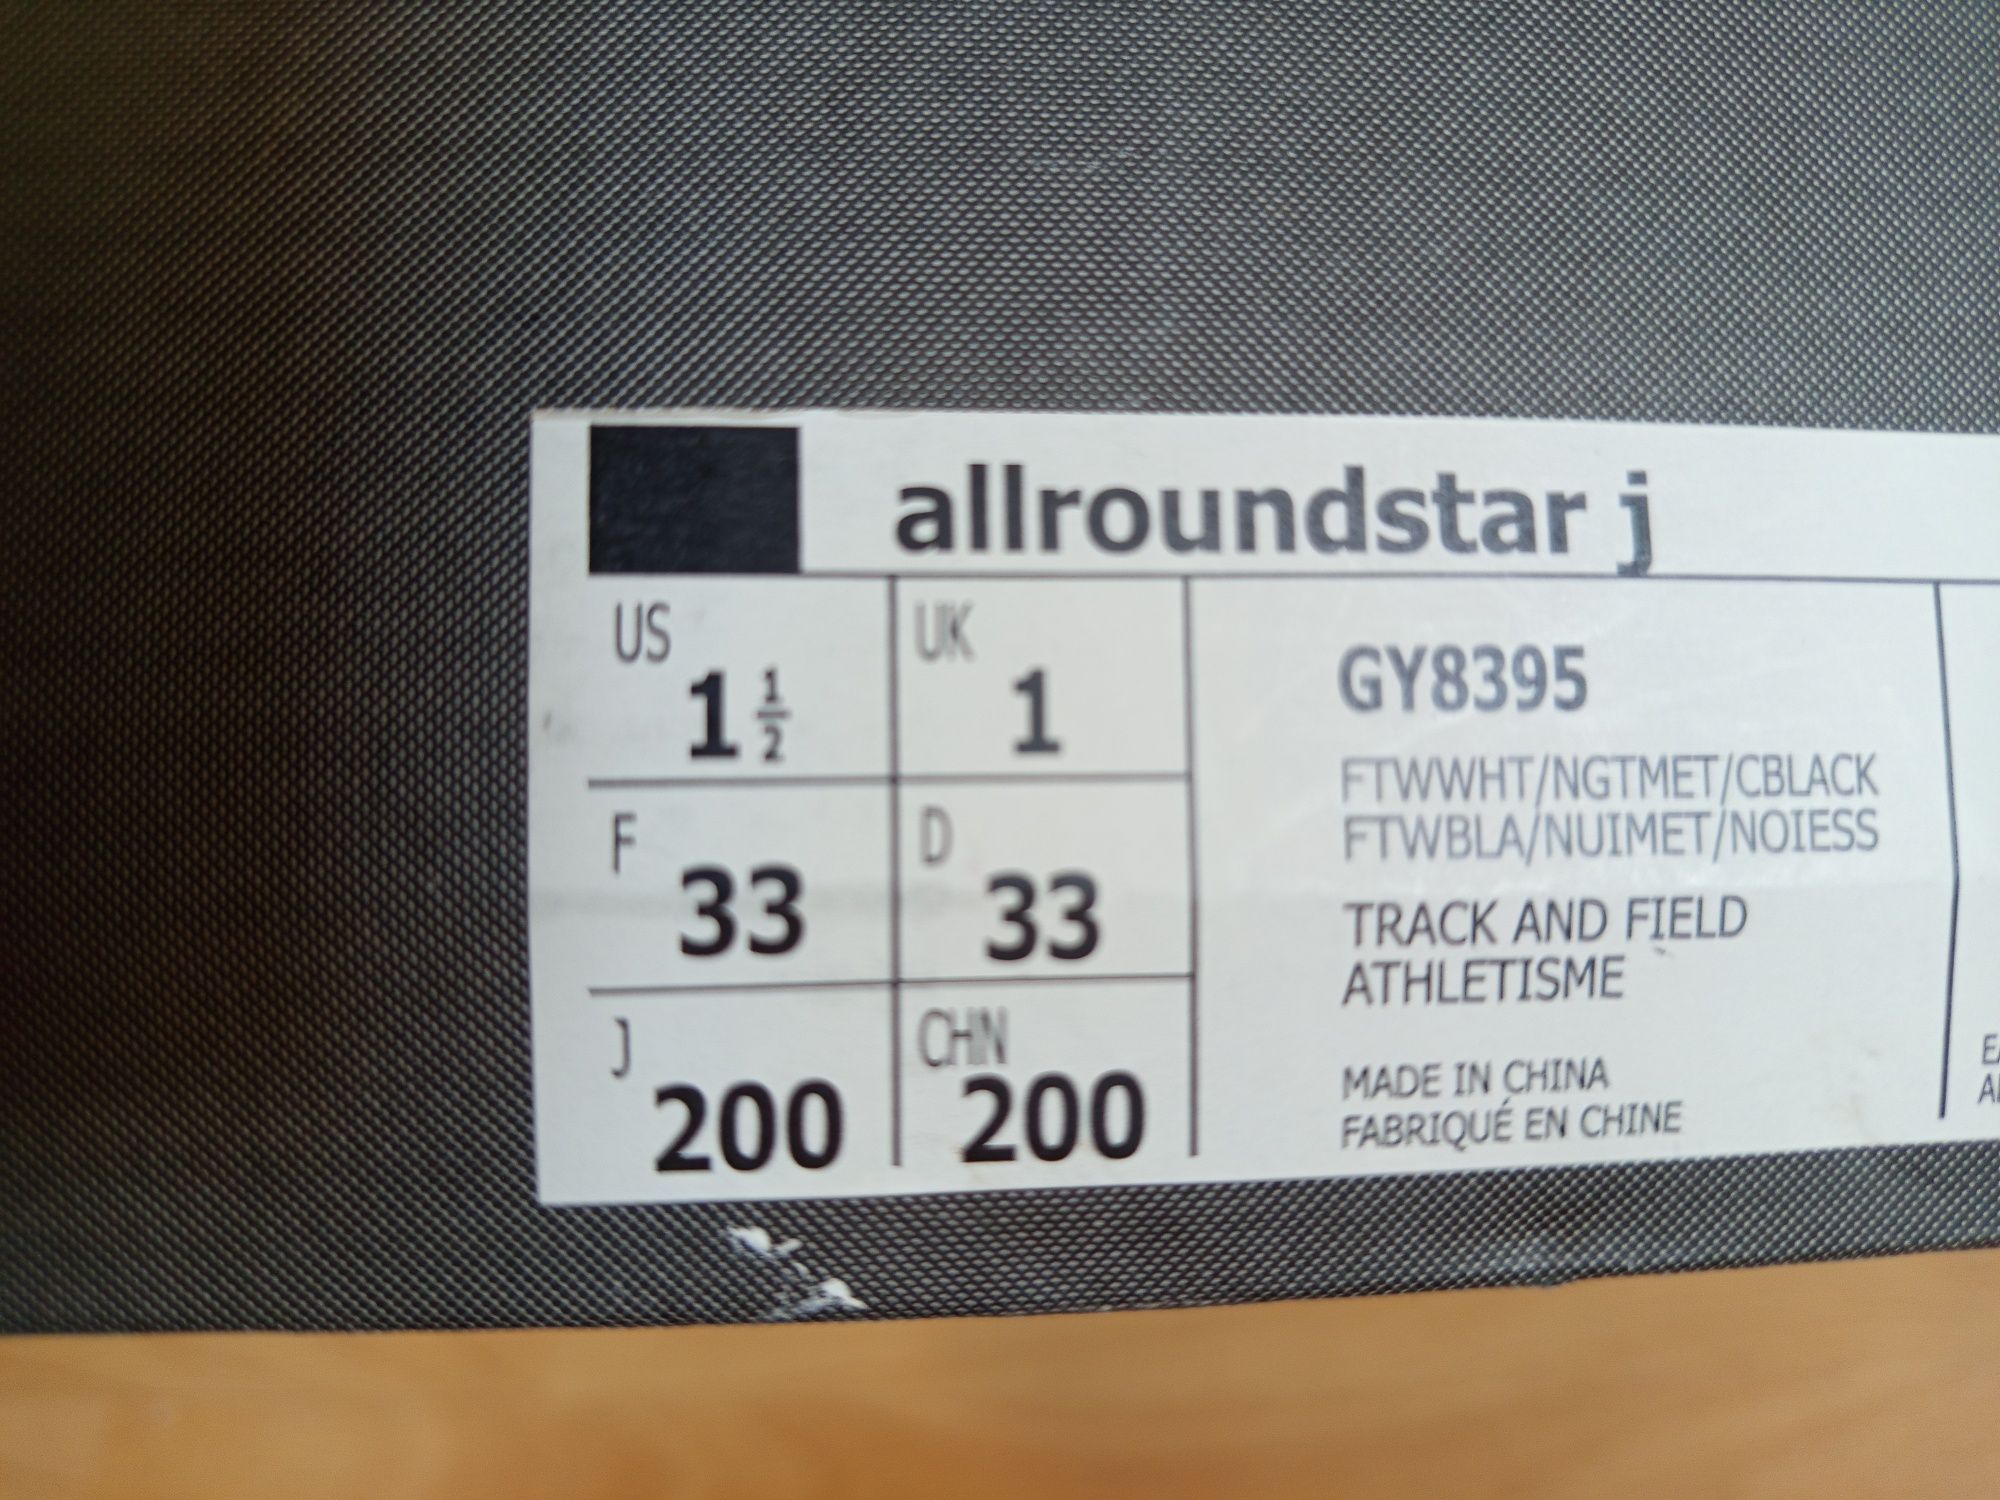 allroundstar j
US 1 1/2
UK 1
F 33
D 33
J 200
CHN 200
GY8395
FTWWHT/NGTMET/CBLACK
FTWBLA/NUIMET/NOIESS
TRACK AND FIELD
ATHLETISME
MADE IN CHINA
FABRIQUÉ EN CHINE